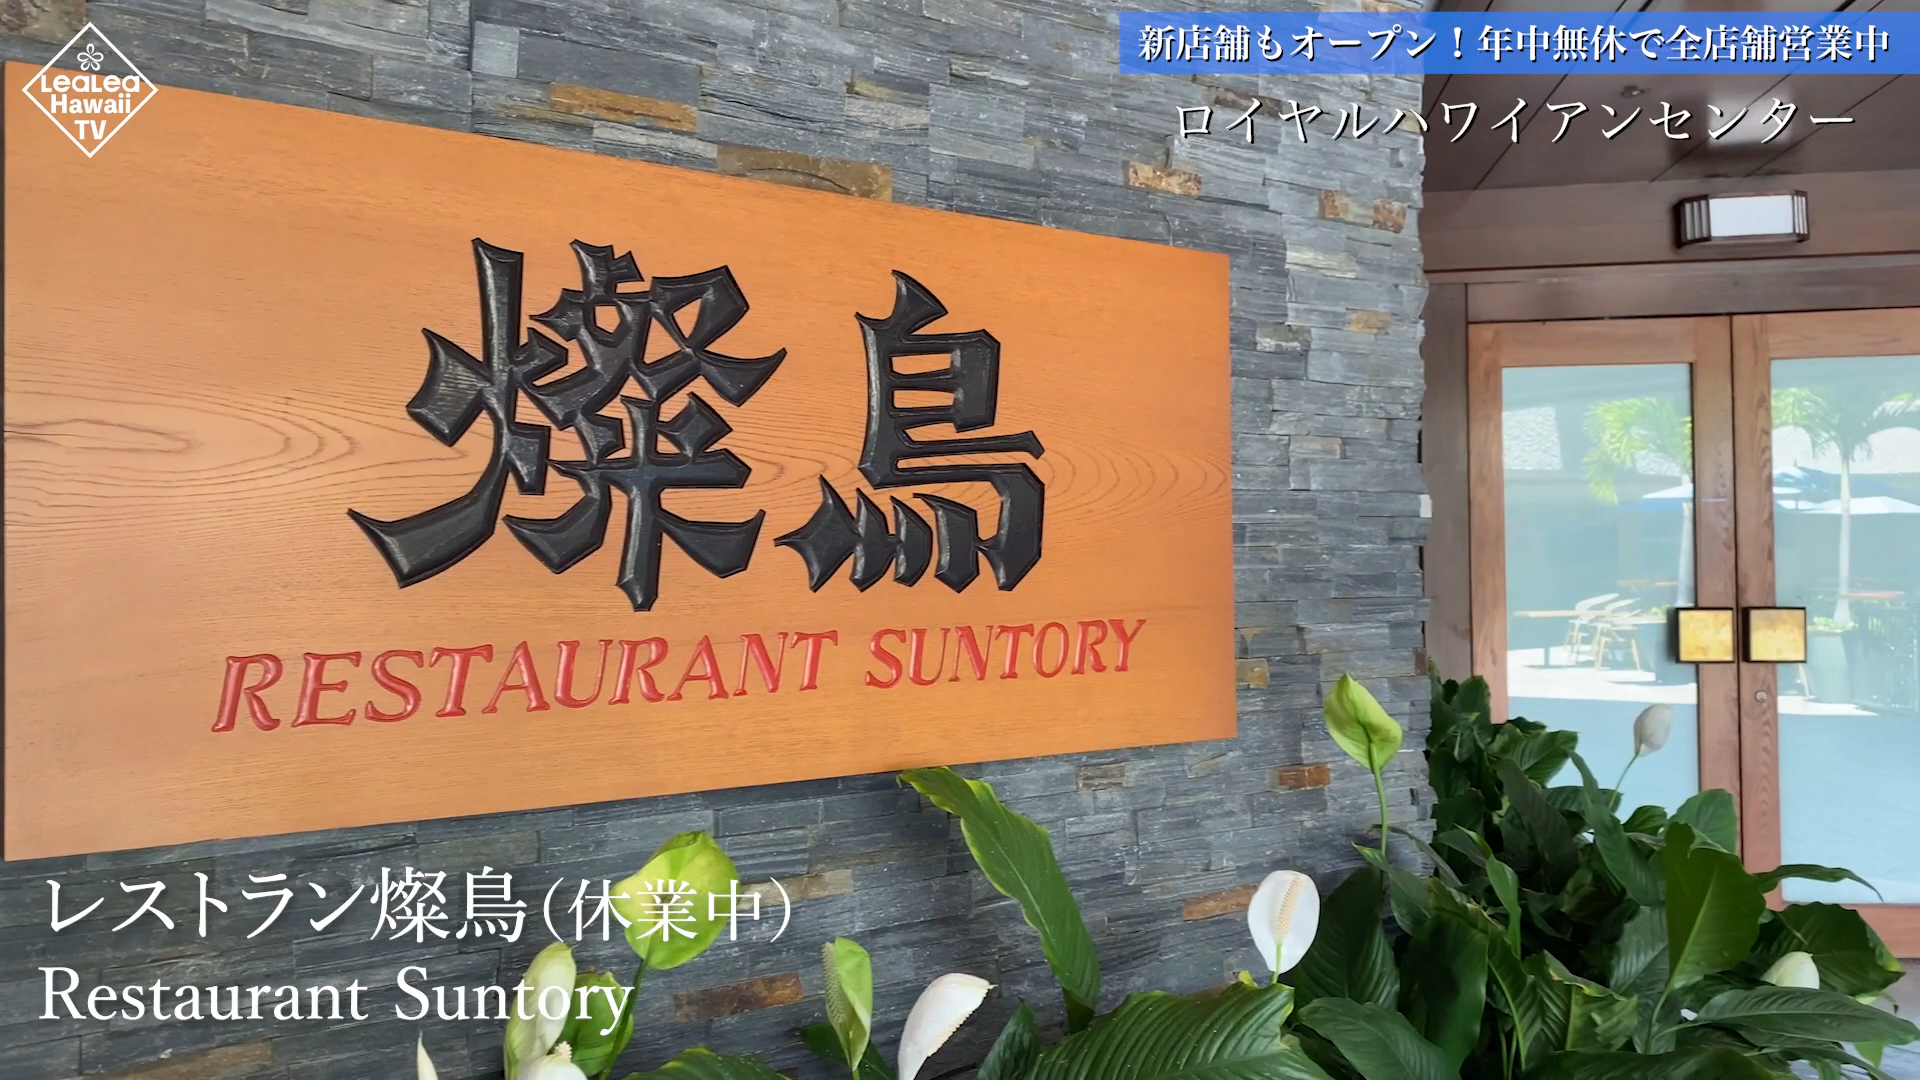 LeaLea
Hawaii
TV
新店舗もオープン！年中無休で全店舗営業中
ロイヤルハワイアンセンター
燦鳥
RESTAURANT SUNTORY
レストラン燦鳥（休業中）
Restaurant Suntory